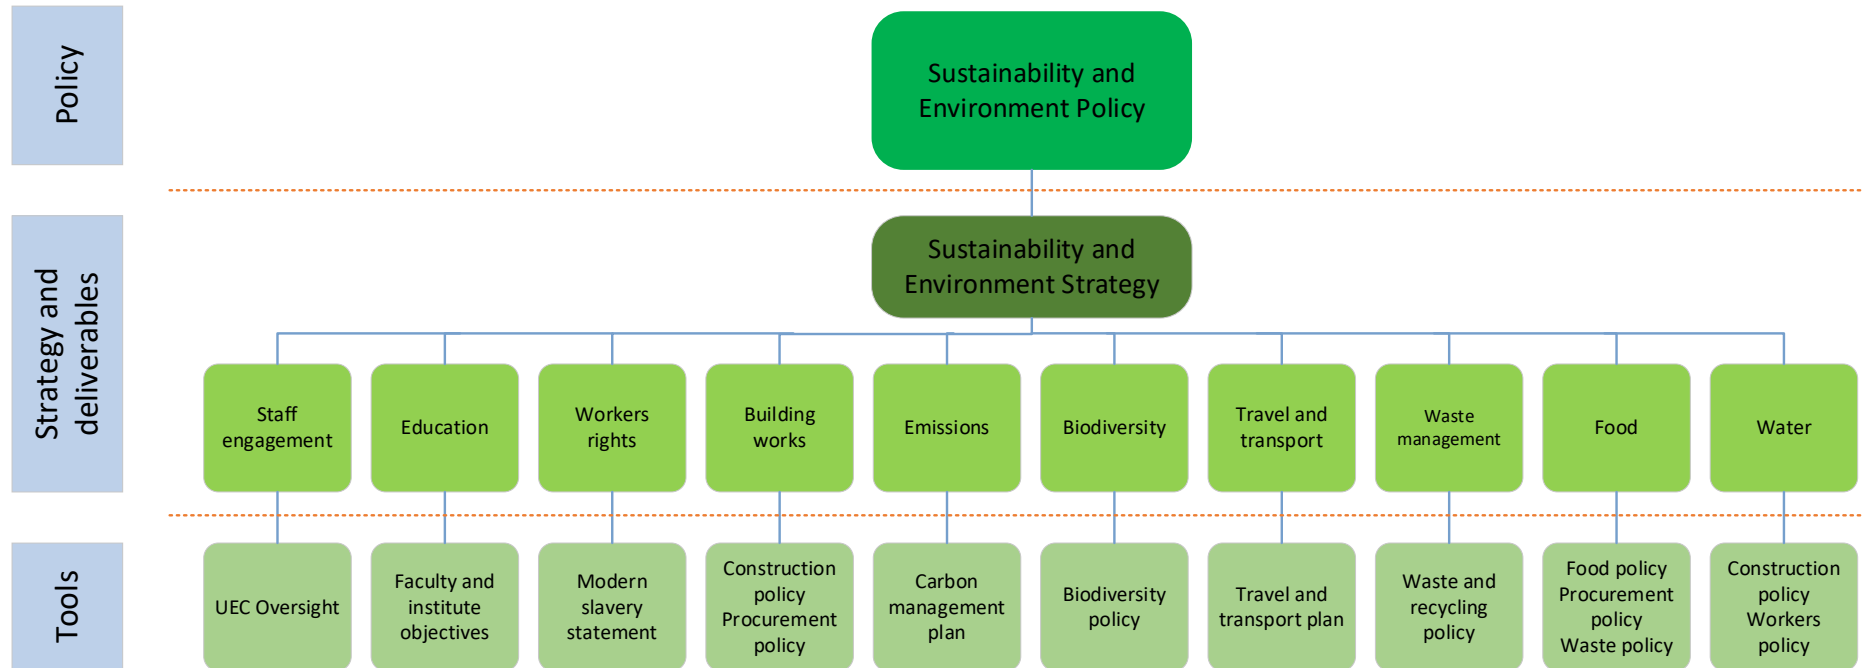 Policy
Sustainability and
Environment Policy
Strategy and
deliverables
Sustainability and
Environment Strategy
Staff
engagement
Education
Workers
rights
Building
works
Emissions
Biodiversity
Travel and
transport
Waste
management
Food
Water
Tools
UEC Oversight
Faculty and
institute
objectives
Modern
slavery
statement
Construction
policy
Procurement
policy
Carbon
management
plan
Biodiversity
policy
Travel and
transport plan
Waste and
recycling
policy
Food policy
Procurement
policy
Waste policy
Construction
policy
Workers
policy